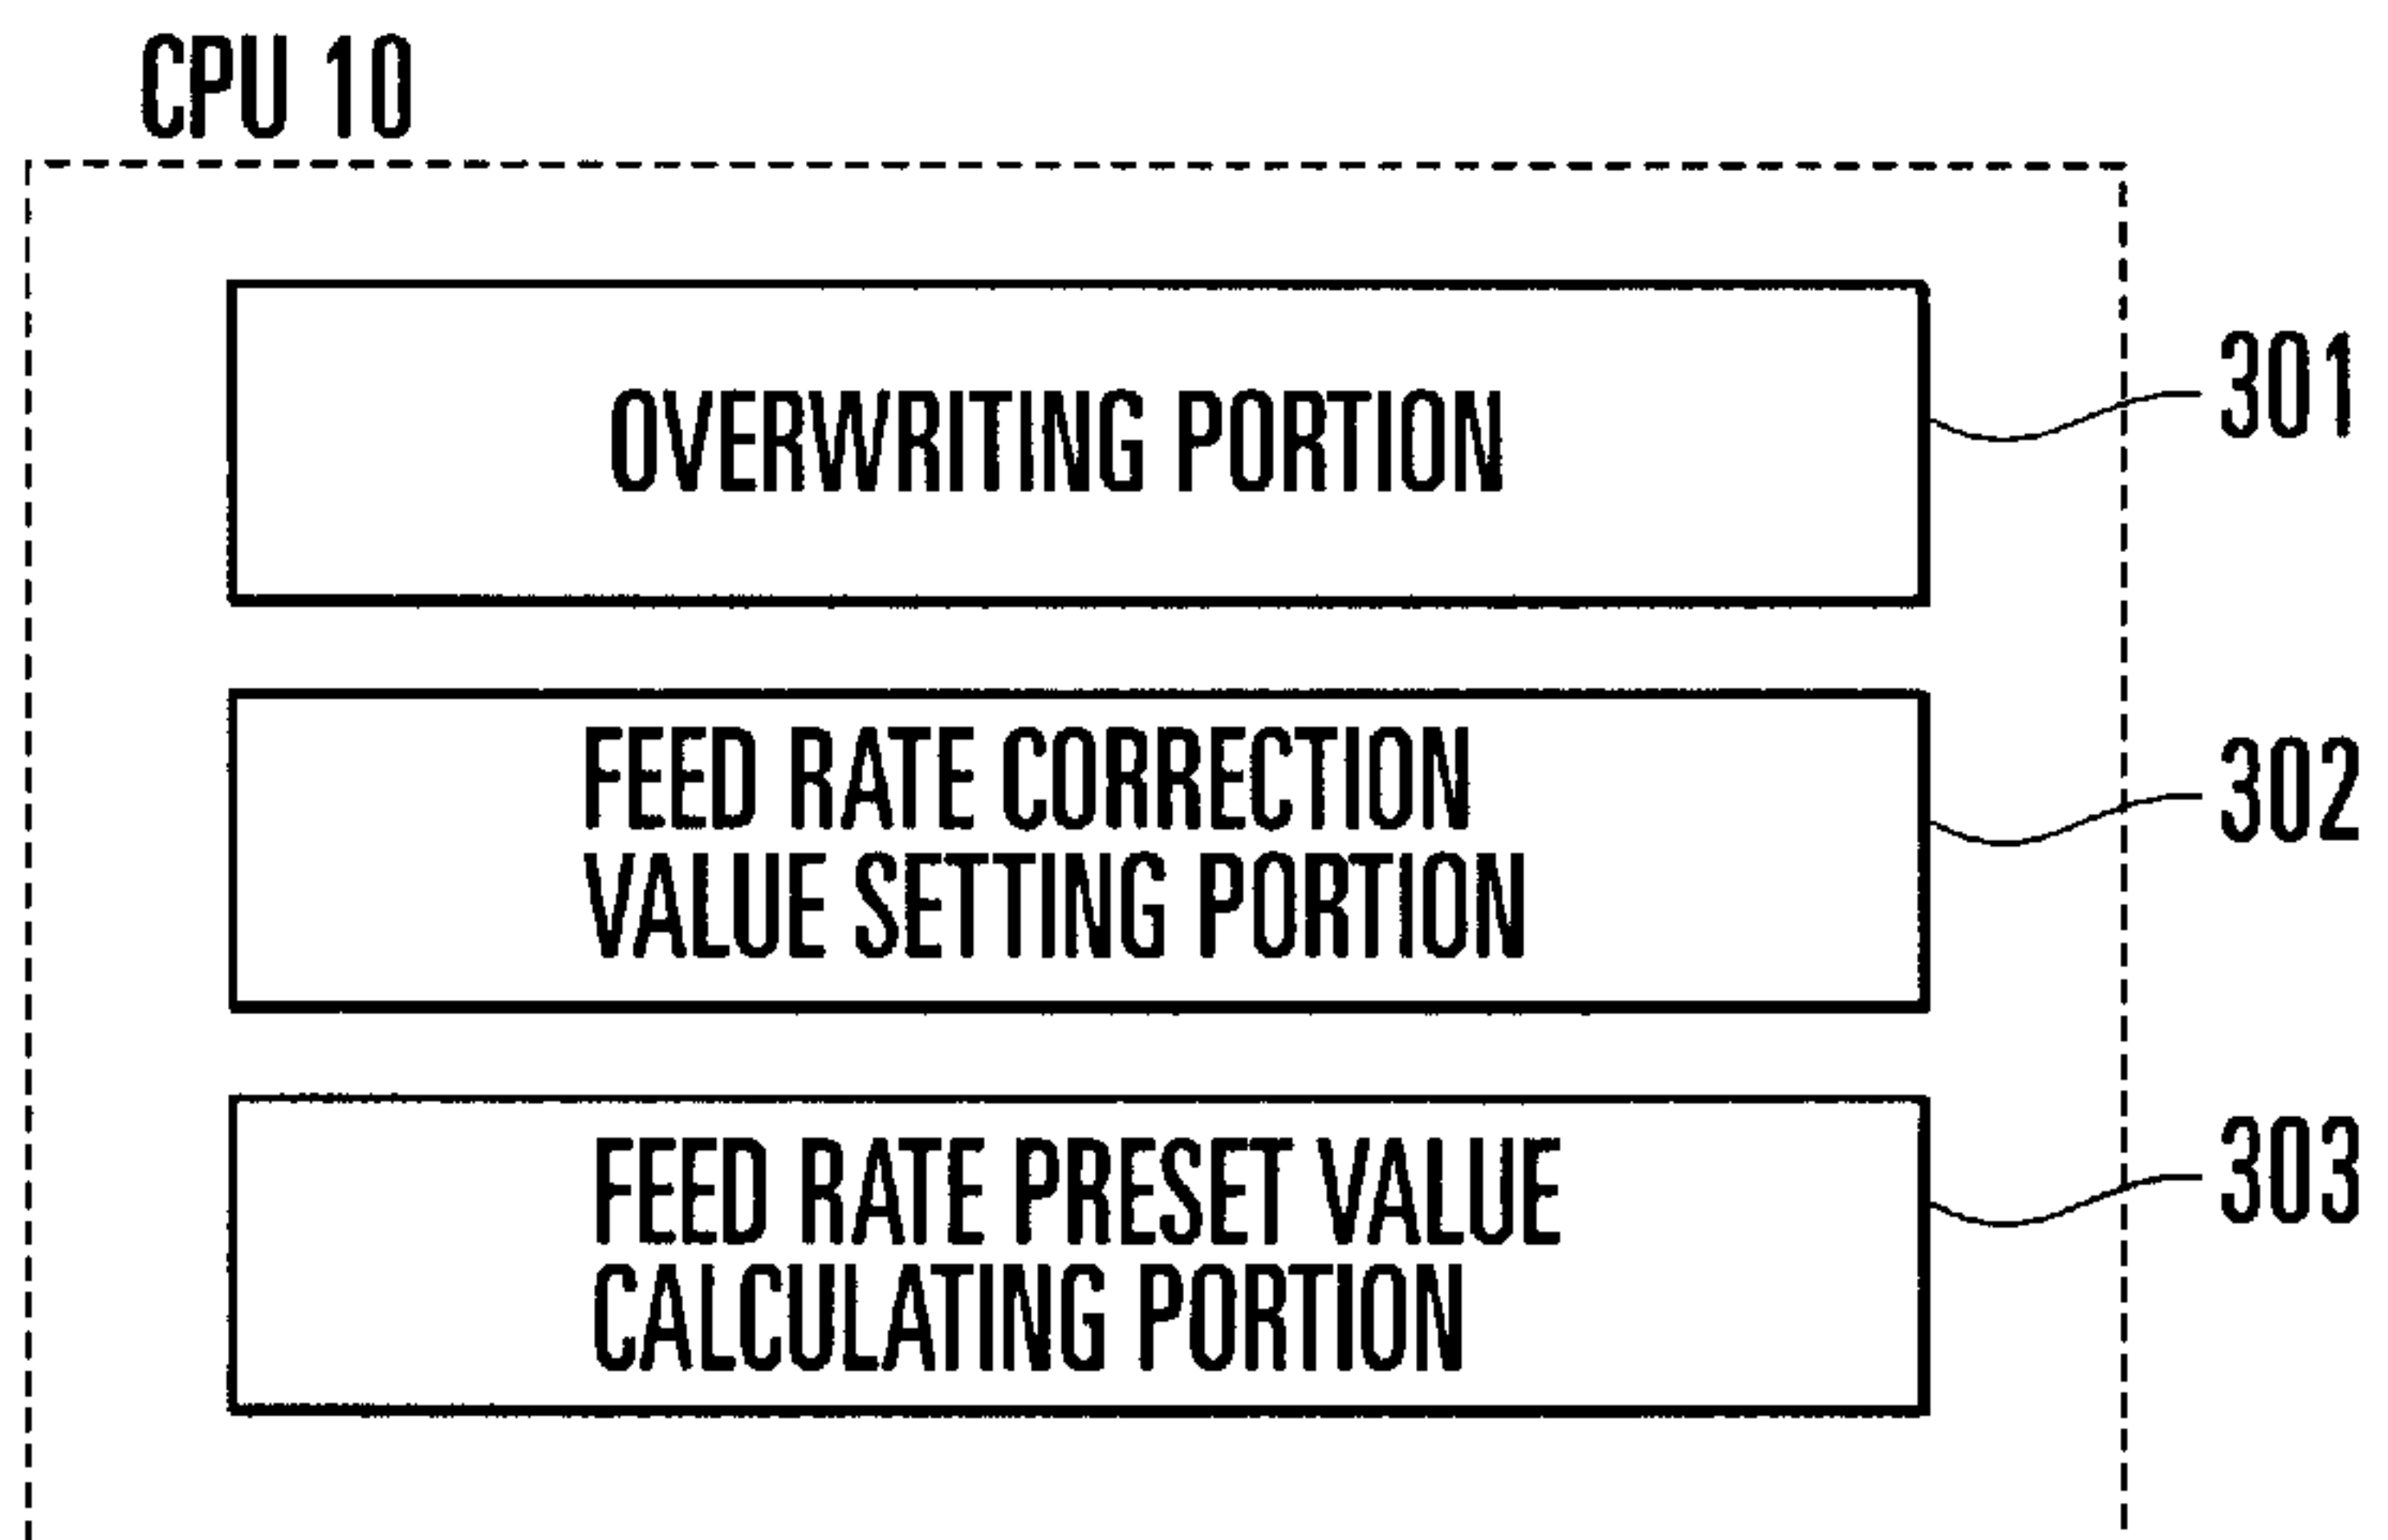 CPU 10
OVERWRITING PORTION
301
FEED RATE CORRECTION
VALUE SETTING PORTION
302
FEED RATE PRESET VALUE
CALCULATING PORTION
303